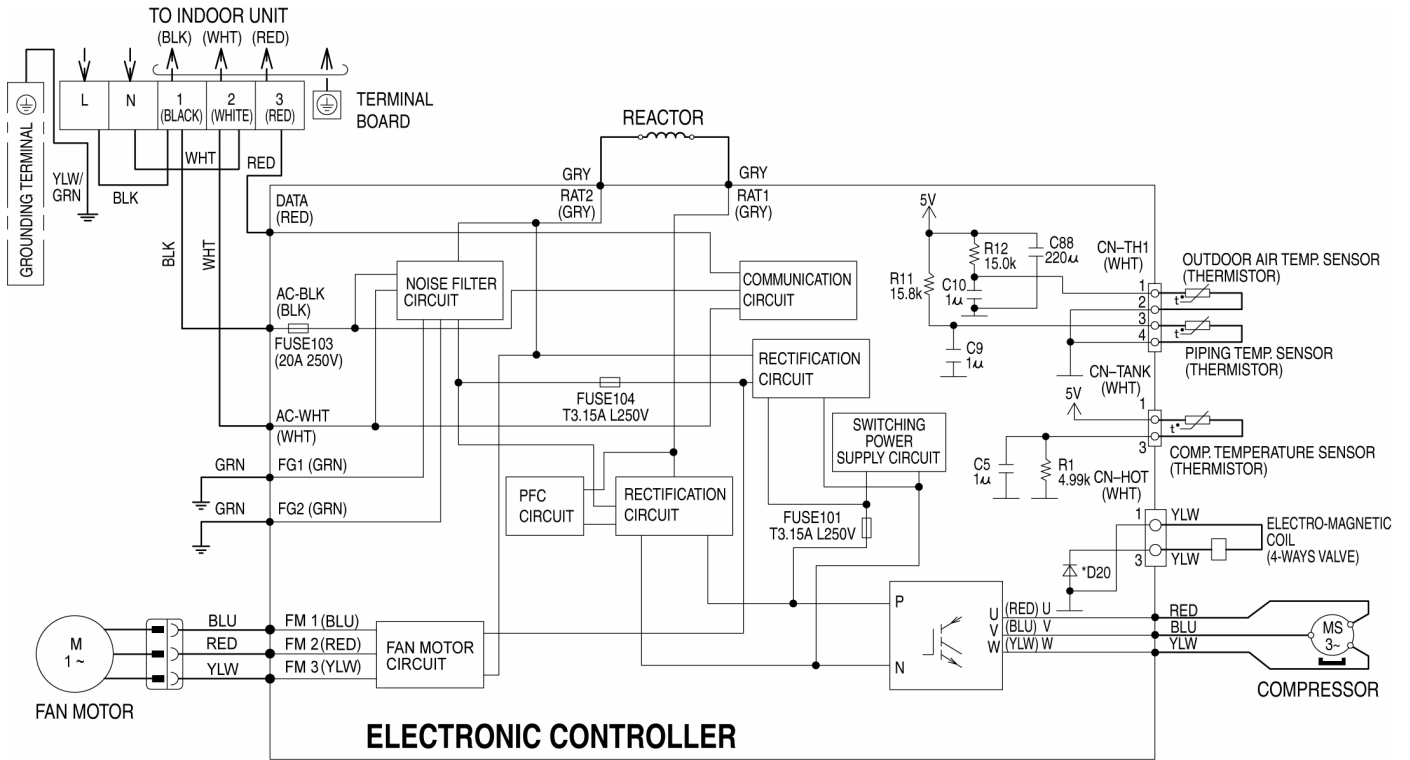 TO INDOOR UNIT
(BLK) (WHT) (RED)
L N 1 2 3
(BLACK) (WHITE) (RED)
TERMINAL
BOARD
GROUNDING TERMINAL
YLW/
GRN
BLK
WHT
RED
BLK
WHT
REACTOR
GRY
GRY
RAT2
(GRY)
RAT1
(GRY)
DATA
(RED)
NOISE FILTER
CIRCUIT
COMMUNICATION
CIRCUIT
AC-BLK
(BLK)
FUSE103
(20A 250V)
RECTIFICATION
CIRCUIT
FUSE104
T3.15A L250V
AC-WHT
(WHT)
SWITCHING
POWER
SUPPLY CIRCUIT
GRN
FG1 (GRN)
GRN
FG2 (GRN)
PFC
CIRCUIT
RECTIFICATION
CIRCUIT
FUSE101
T3.15A L250V
5V
R12
15.0k
C88
220µ
R11
15.8k
C10
1µ
C9
1µ
CN–TH1
(WHT)
1
2
3
4
t°
t°
OUTDOOR AIR TEMP. SENSOR
(THERMISTOR)
PIPING TEMP. SENSOR
(THERMISTOR)
CN–TANK
(WHT)
5V
1
3
t°
COMP. TEMPERATURE SENSOR
(THERMISTOR)
C5
1µ
R1
4.99k
CN–HOT
(WHT)
1
3
YLW
YLW
ELECTRO-MAGNETIC
COIL
(4-WAYS VALVE)
*D20
P
N
U (RED) U
V (BLU) V
W (YLW) W
RED
BLU
YLW
MS
3~
COMPRESSOR
M
1 ~
FAN MOTOR
BLU
RED
YLW
FM 1 (BLU)
FM 2 (RED)
FM 3 (YLW)
FAN MOTOR
CIRCUIT
ELECTRONIC CONTROLLER